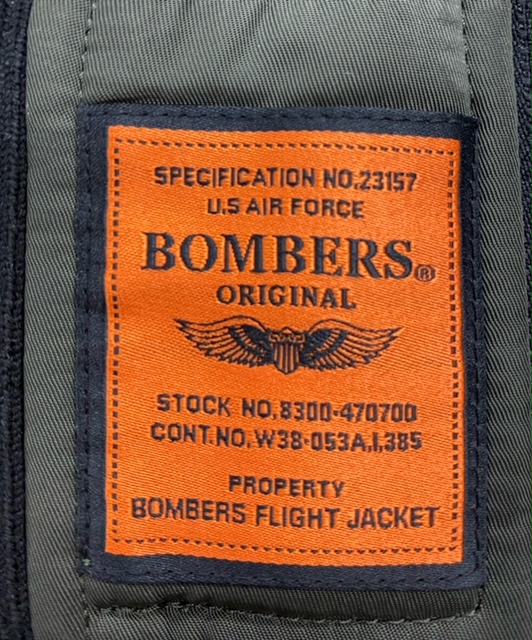 SPECIFICATION NO.23157
U.S AIR FORCE
BOMBERS®
ORIGINAL
STOCK NO.8300-470700
CONT.NO.W38-053A.I.385
PROPERTY
BOMBERS FLIGHT JACKET